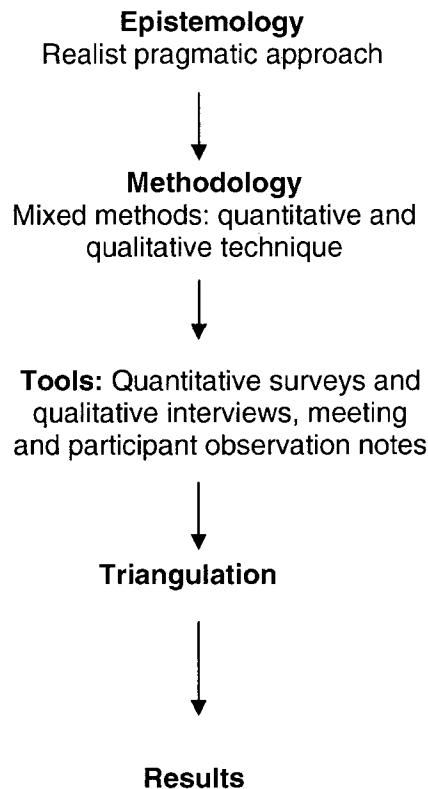 Epistemology
Realist pragmatic approach
Methodology
Mixed methods: quantitative and
qualitative technique
Tools: Quantitative surveys and
qualitative interviews, meeting
and participant observation notes
Triangulation
Results